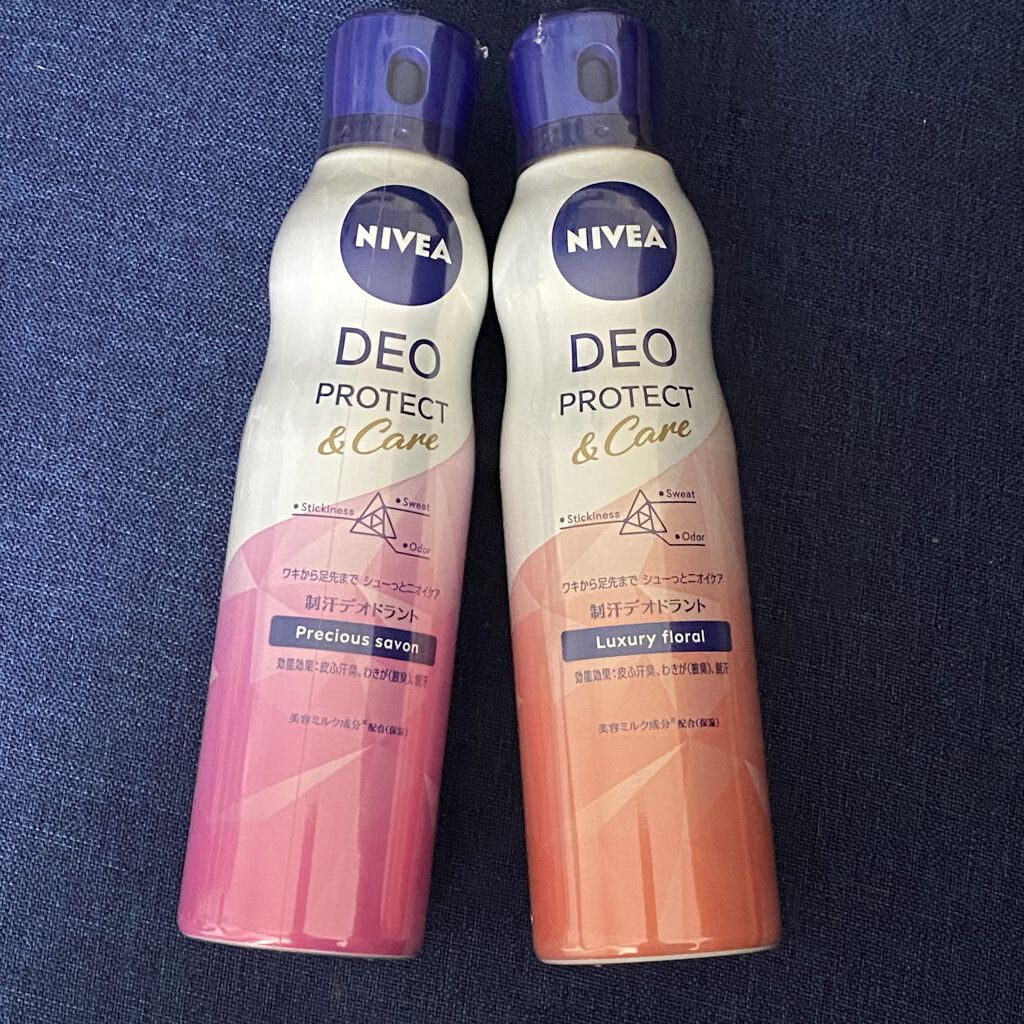 NIVEA
DEO
PROTECT
& Care
Sweat
Stickiness
Odor
ワキから足先まで シューっとニオイケア
制汗デオドラント
Precious savon
効能効果:皮ふ汗臭、わきが(腋臭)、制汗
美容ミルク成分※配合(保湿)
NIVEA
DEO
PROTECT
& Care
Sweat
Stickiness
Odor
ワキから足先まで シューっとニオイケア
制汗デオドラント
Luxury floral
効能効果:皮ふ汗臭、わきが(腋臭)、制汗
美容ミルク成分※配合(保湿)